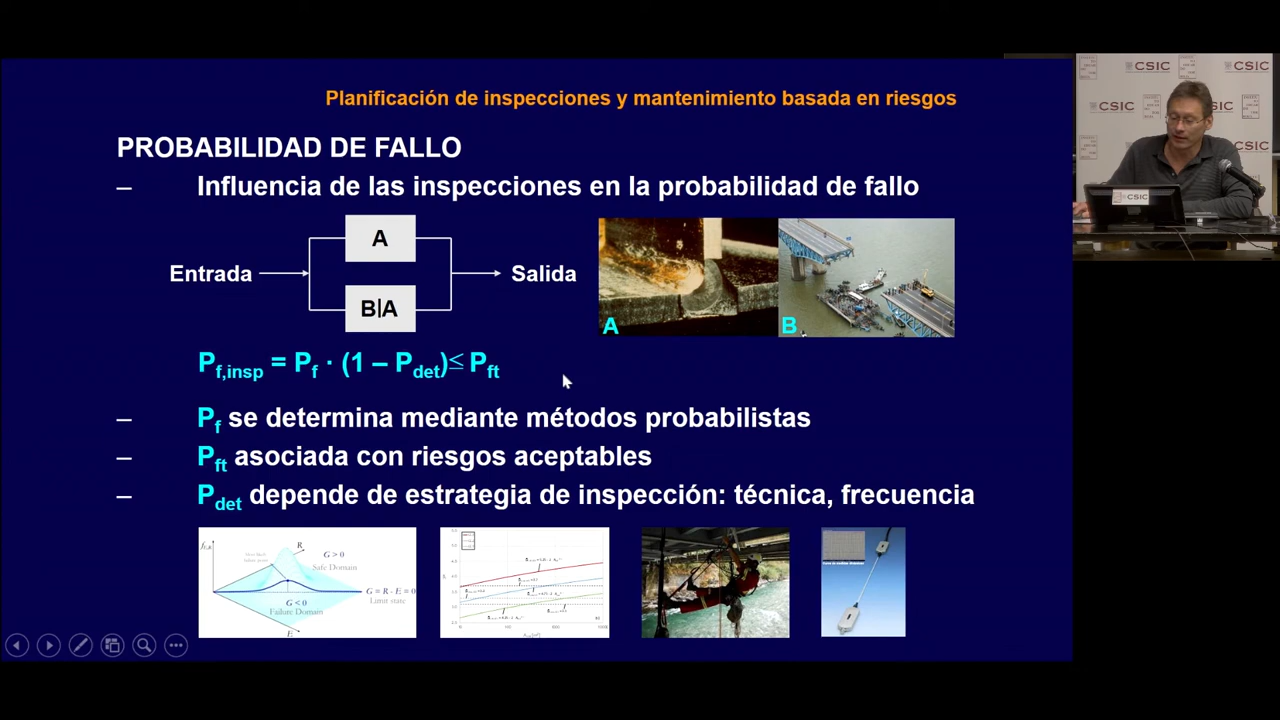 Planificación de inspecciones y mantenimiento basada en riesgos
PROBABILIDAD DE FALLO
– Influencia de las inspecciones en la probabilidad de fallo
A
Entrada
Salida
B|A
A
B
Pf,insp = Pf · (1 – Pdet)≤ Pft
– Pf se determina mediante métodos probabilistas
– Pft asociada con riesgos aceptables
– Pdet depende de estrategia de inspección: técnica, frecuencia
R
G > 0
Safe Domain
G = R - E = 0
Limit state
G < 0
Failure Domain
E
CSIC
CSIC
CSIC
CSIC
CSIC
CSIC